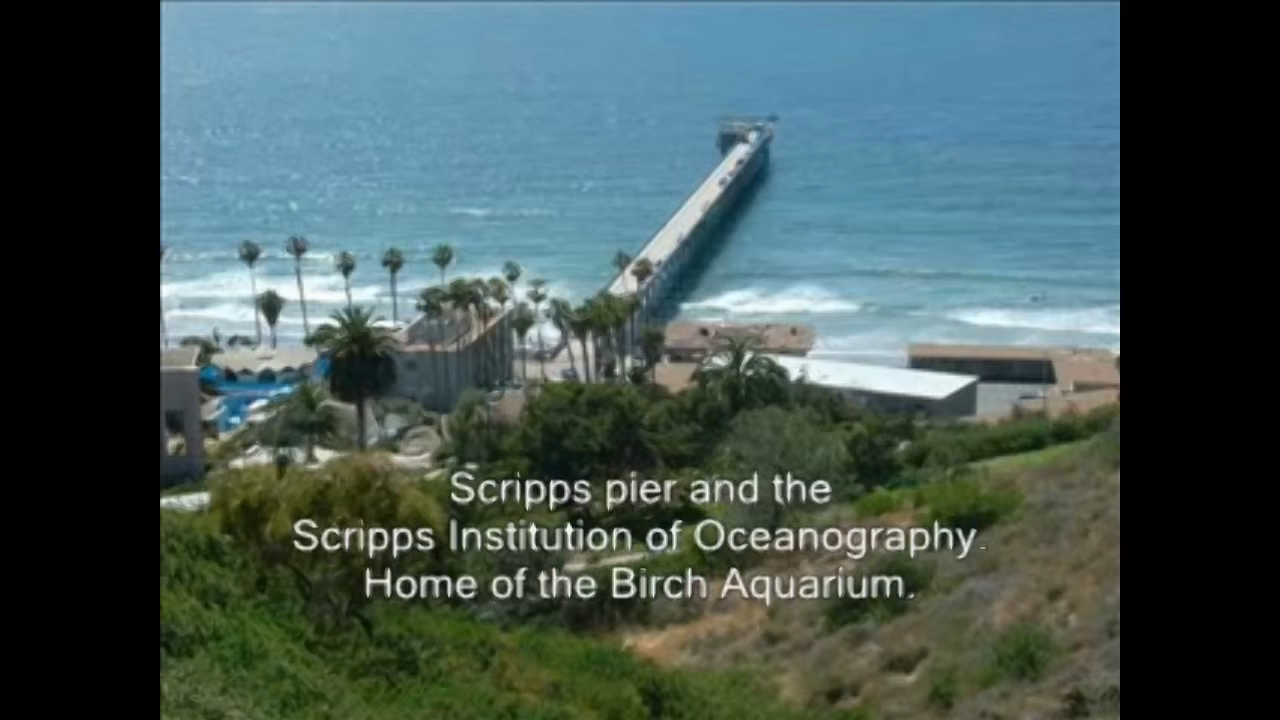 Scripps pier and the
Scripps Institution of Oceanography.
Home of the Birch Aquarium.